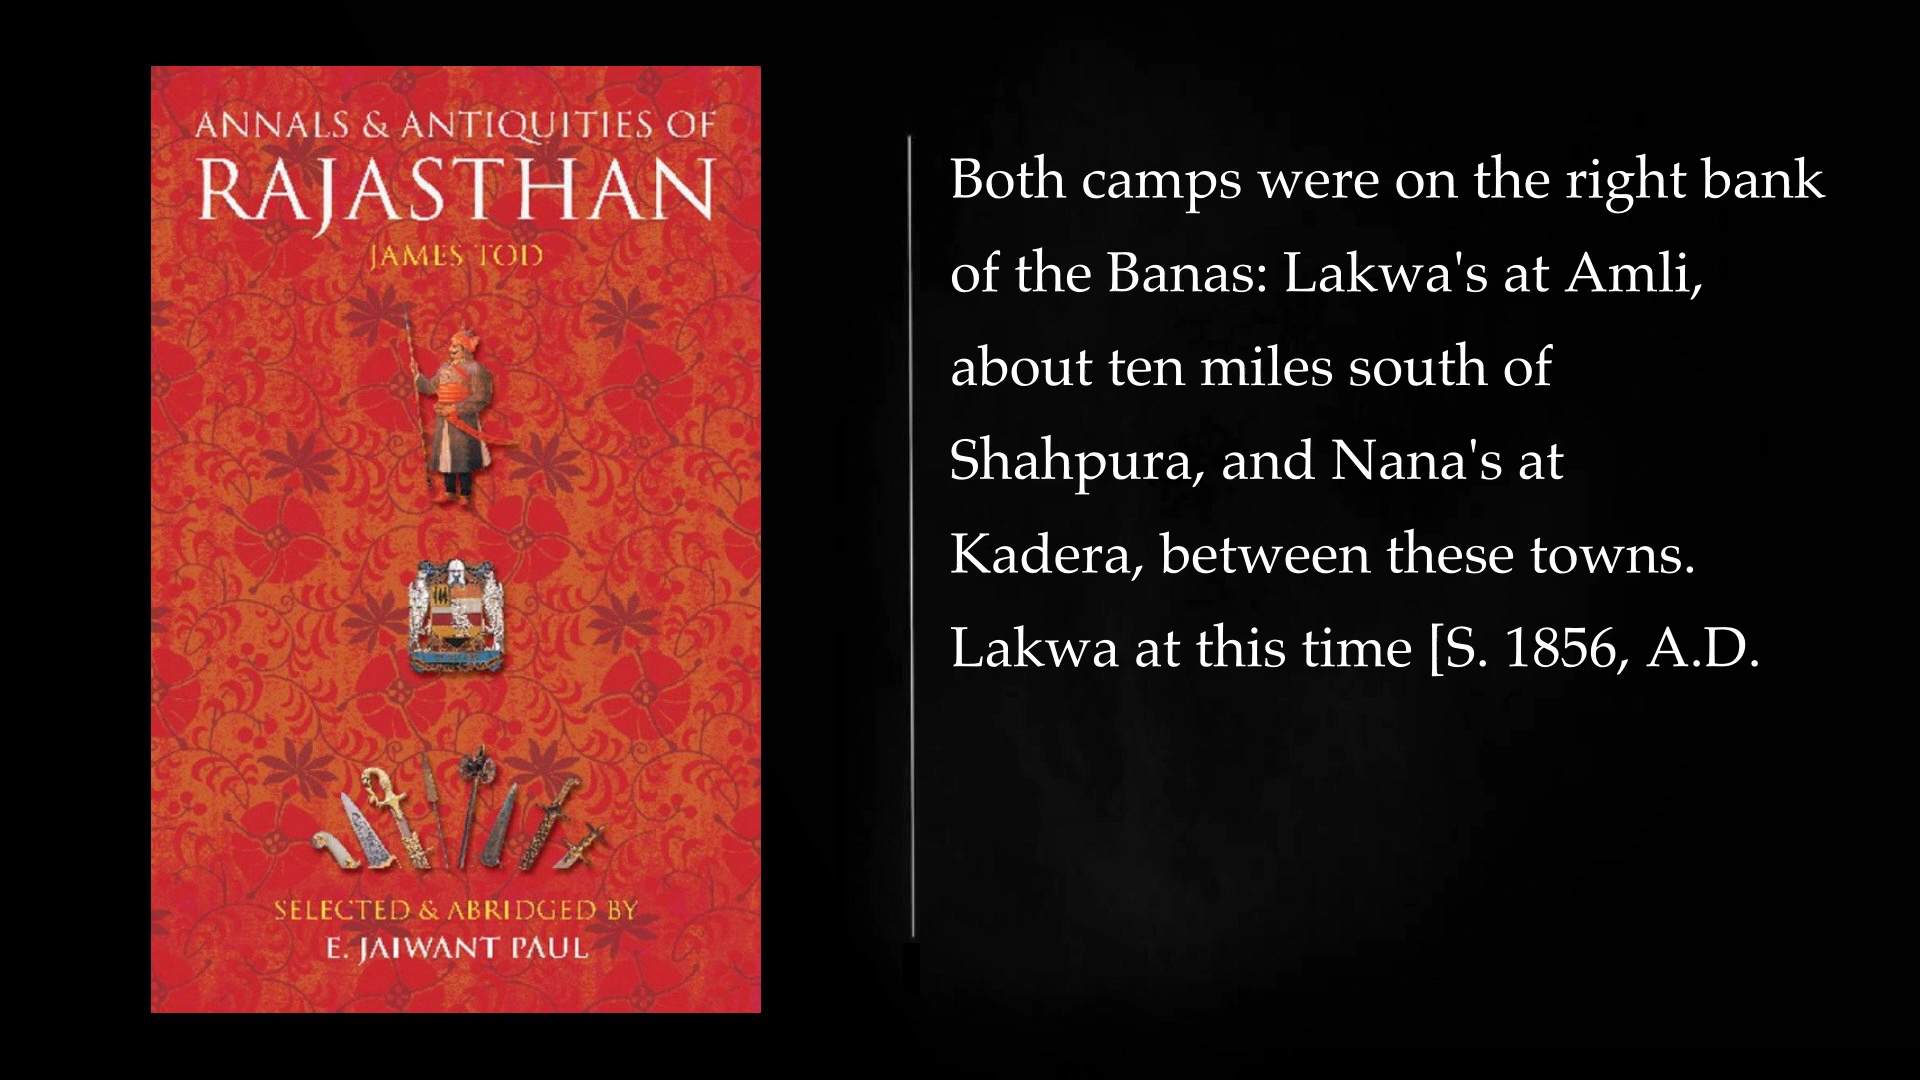 ANNALS & ANTIQUITIES OF
RAJASTHAN
JAMES TOD
SELECTED & ABRIDGED BY
E. JAIWANT PAUL
Both camps were on the right bank
of the Banas: Lakwa's at Amli,
about ten miles south of
Shahpura, and Nana's at
Kadera, between these towns.
Lakwa at this time [S. 1856, A.D.